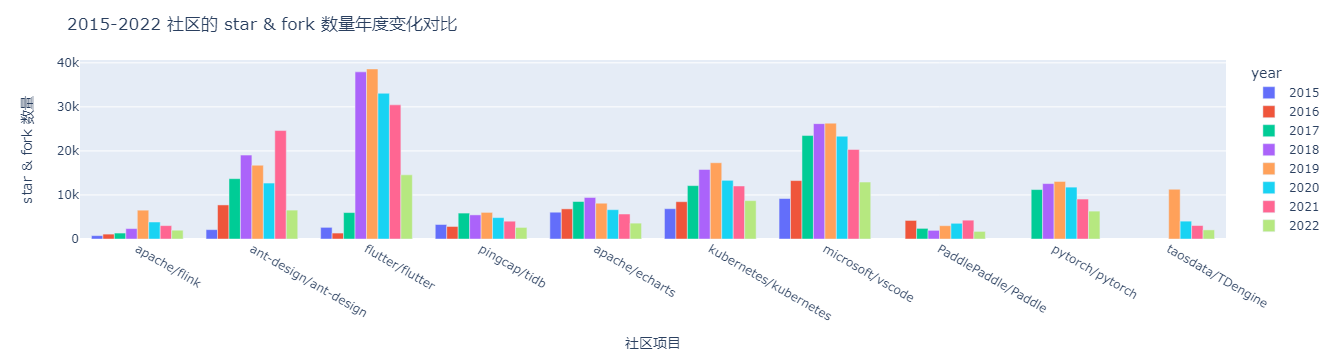 2015-2022 社区的 star & fork 数量年度变化对比
star & fork 数量
40k
30k
20k
10k
0
apache/flink
ant-design/ant-design
flutter/flutter
pingcap/tidb
apache/echarts
kubernetes/kubernetes
microsoft/vscode
PaddlePaddle/Paddle
pytorch/pytorch
taosdata/TDengine
社区项目
year
2015
2016
2017
2018
2019
2020
2021
2022